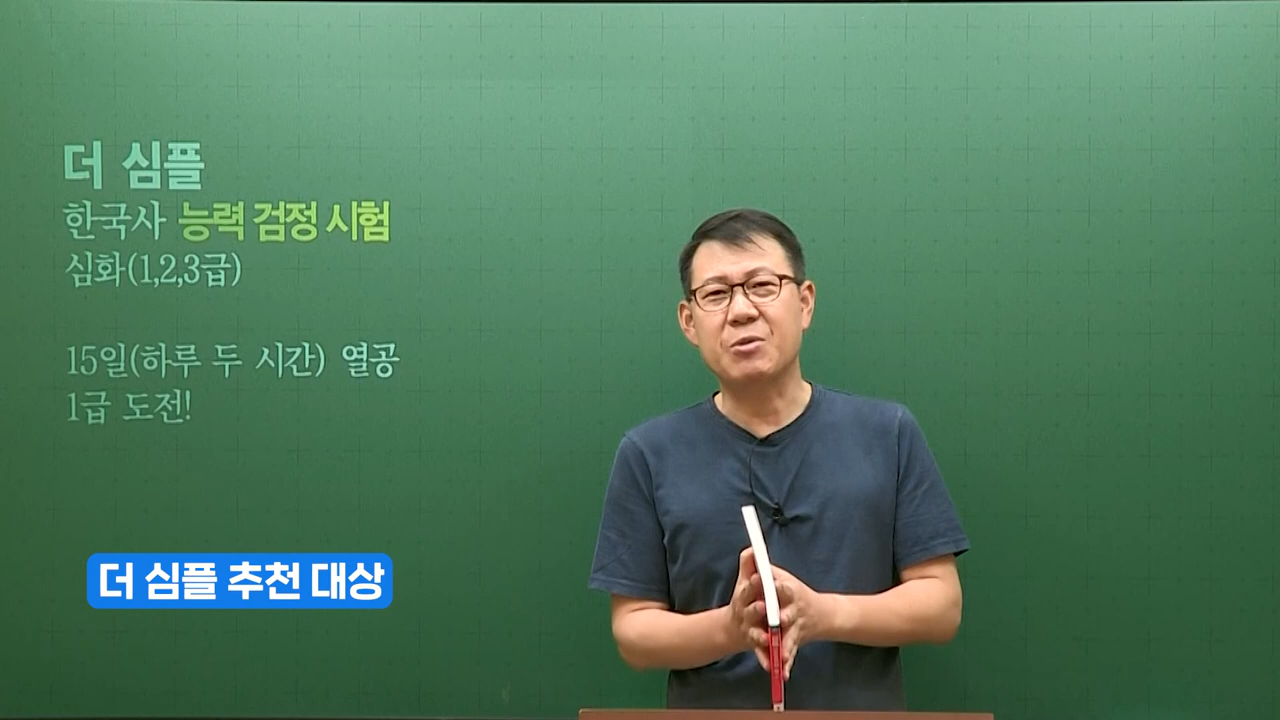 더 심플
한국사 능력 검정 시험
심화(1,2,3급)
15일(하루 두 시간) 열공
1급 도전!
더 심플 추천 대상